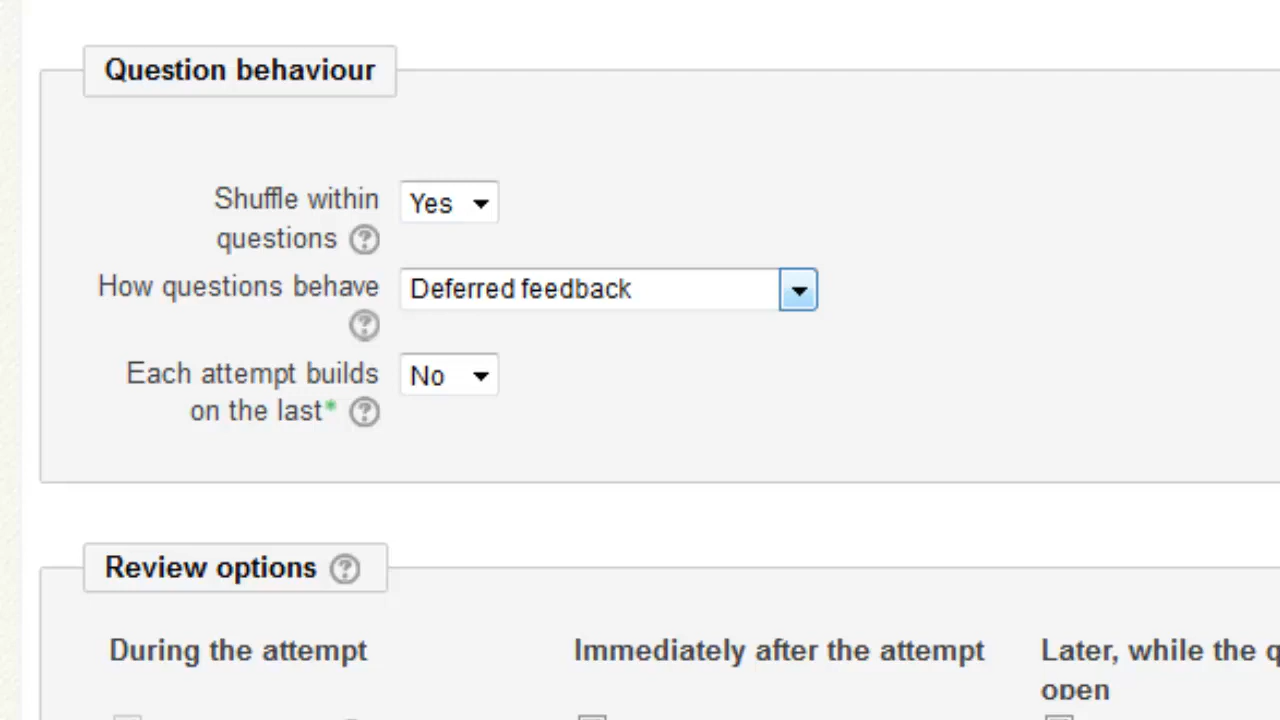 Question behaviour
Shuffle within
questions
Yes
How questions behave
Deferred feedback
Each attempt builds
on the last*
No
Review options
During the attempt
Immediately after the attempt
Later, while the q
open